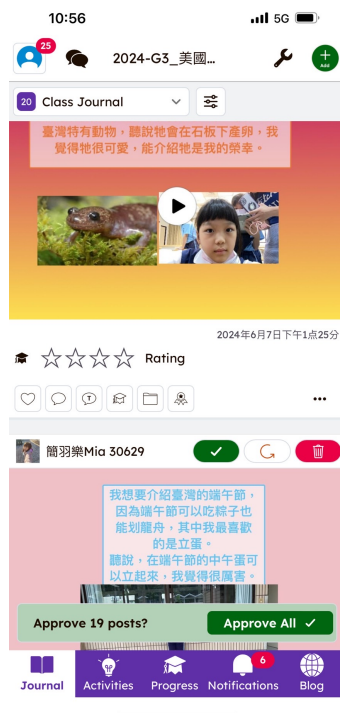 10:56
5G
25
2024-G3_美國...
Add
20 Class Journal
臺灣特有動物，聽說牠會在石板下產卵，我
覺得牠很可愛，能介紹牠是我的榮幸。
2024年6月7日下午1点25分
Rating
T
簡羽樂Mia 30629
我想要介紹臺灣的端午節，
因為端午節可以吃粽子也
能划龍舟，其中我最喜歡
的是立蛋。
聽說，在端午節的中午蛋可
以立起來，我覺得很厲害。
Approve 19 posts?
Approve All
6
Journal
Activities
Progress
Notifications
Blog